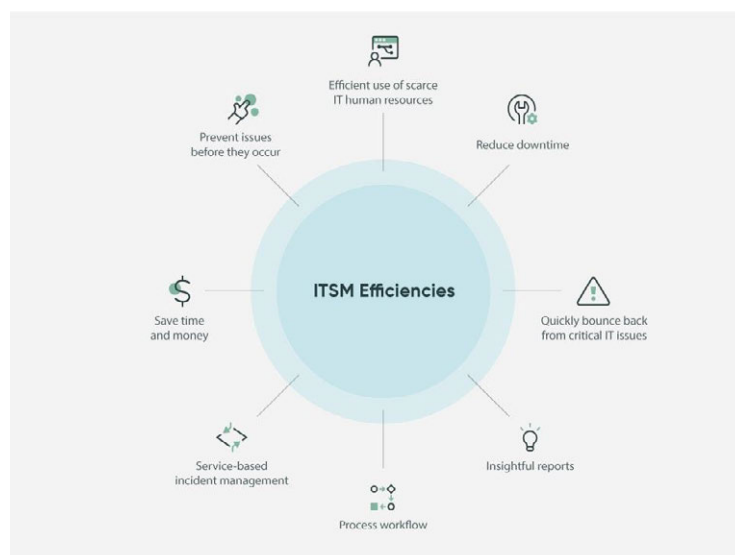 Efficient use of scarce
IT human resources
Prevent issues
before they occur
Reduce downtime
ITSM Efficiencies
Save time
and money
Quickly bounce back
from critical IT issues
Service-based
incident management
Insightful reports
Process workflow